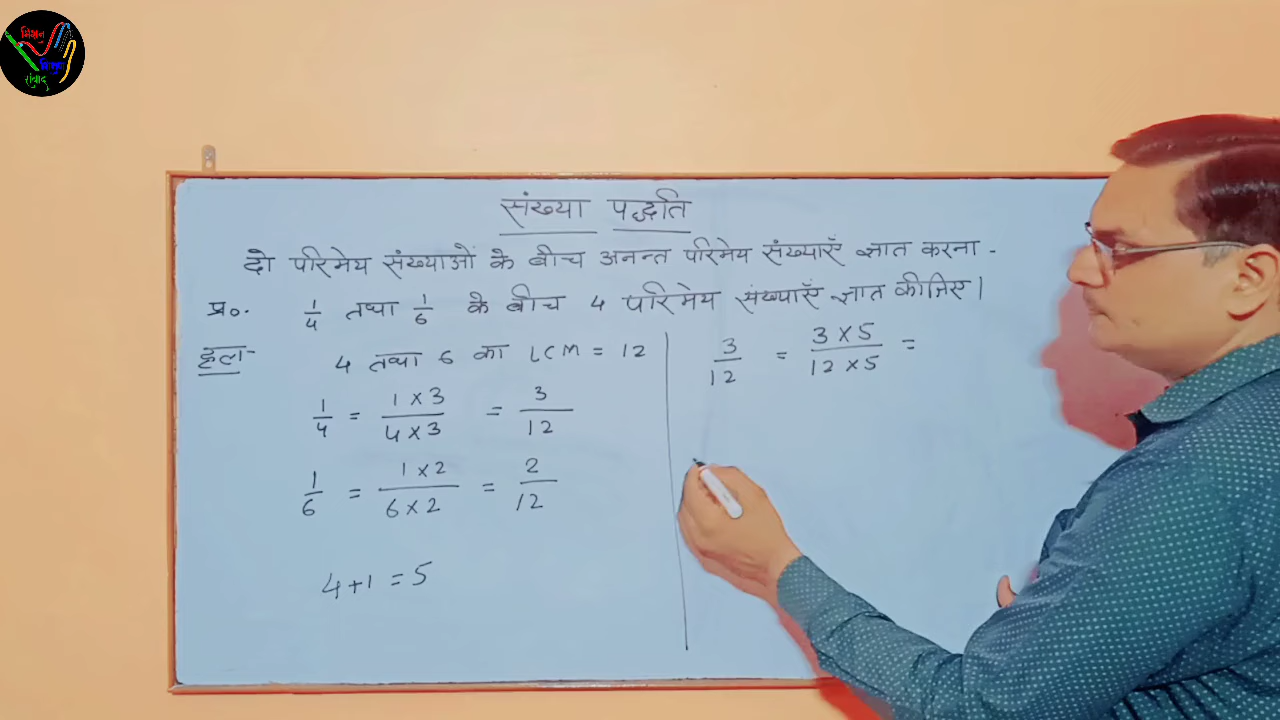 मिशन
शिक्षण
संवाद
संख्या पद्धति
दो परिमेय संख्याओं के बीच अनन्त परिमेय संख्याएँ ज्ञात करना -
प्र०. 1/4 तथा 1/6 के बीच 4 परिमेय संख्याएँ ज्ञात कीजिए।
हल- 4 तथा 6 का LCM = 12
1/4 = 1×3/4×3 = 3/12
1/6 = 1×2/6×2 = 2/12
4+1 = 5
3/12 = 3×5/12×5 =